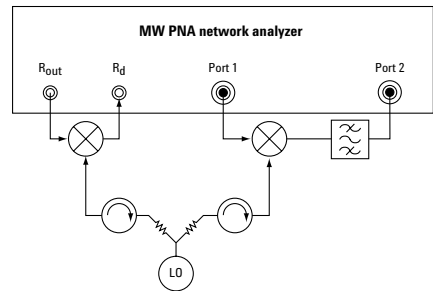 MW PNA network analyzer
Rout
Rd
Port 1
Port 2
LO